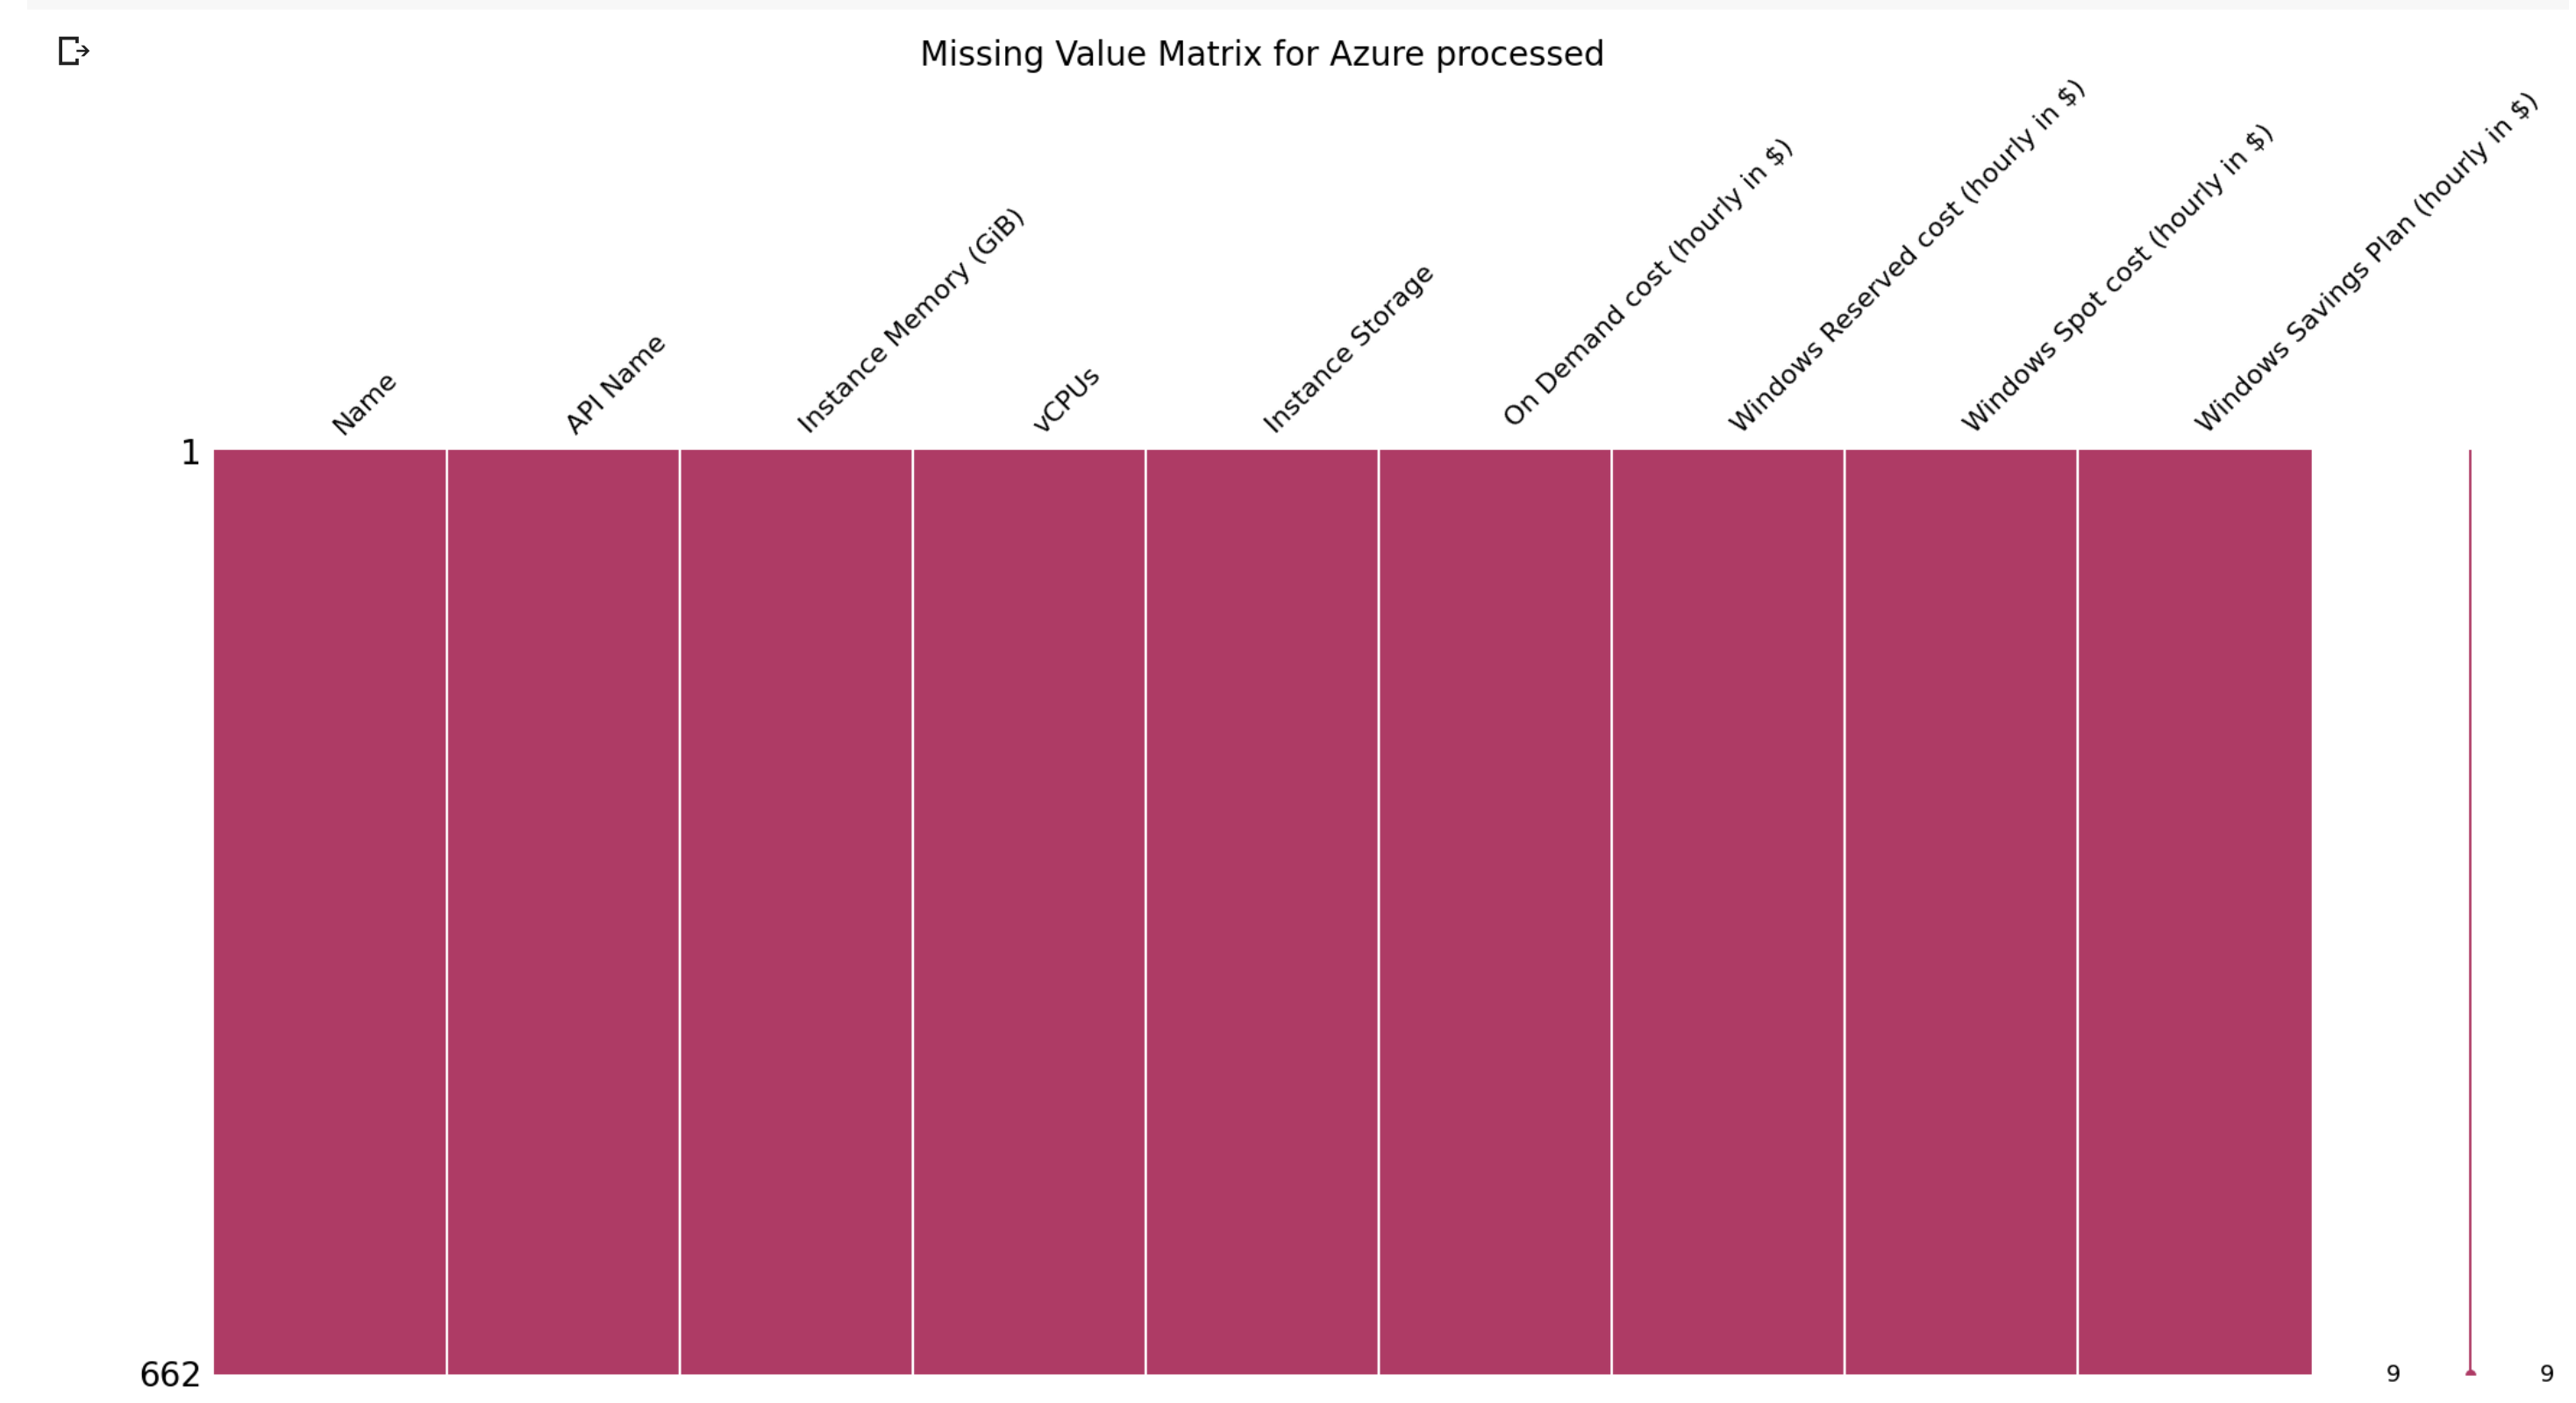 Missing Value Matrix for Azure processed
Name
API Name
Instance Memory (GiB)
vCPUs
Instance Storage
On Demand cost (hourly in $)
Windows Reserved cost (hourly in $)
Windows Spot cost (hourly in $)
Windows Savings Plan (hourly in $)
1
662
9
9